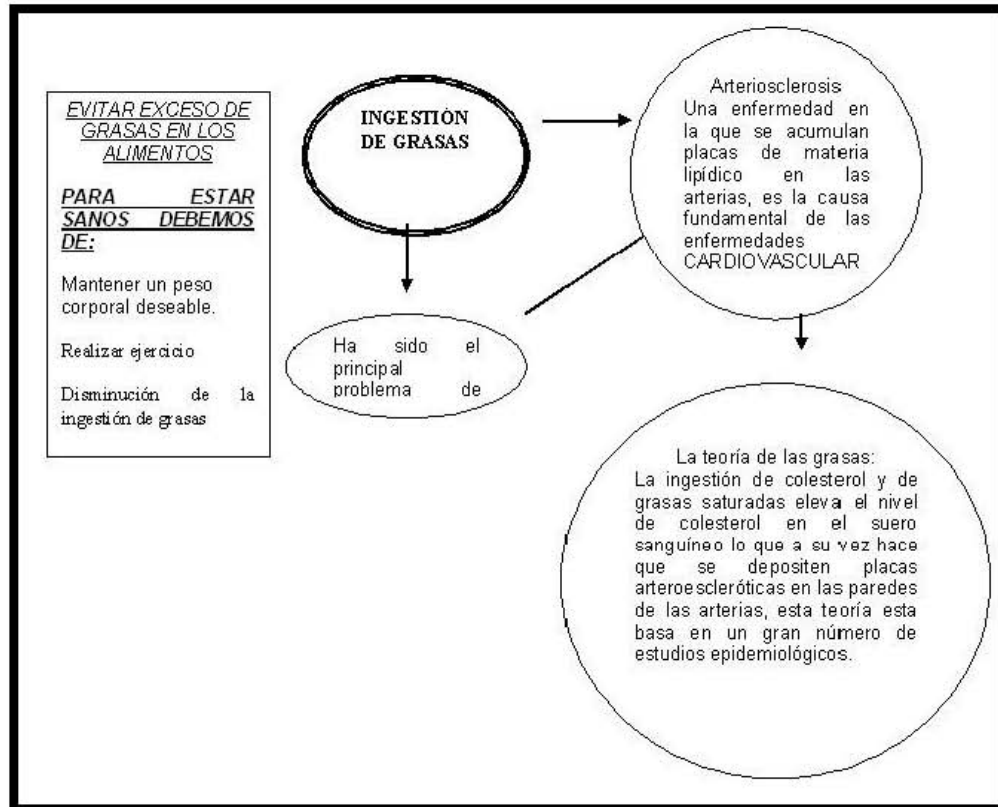 EVITAR EXCESO DE
GRASAS EN LOS
ALIMENTOS
PARA ESTAR
SANOS DEBEMOS
DE:
Mantener un peso
corporal deseable.
Realizar ejercicio
Disminución de la
ingestión de grasas
INGESTIÓN
DE GRASAS
Ha sido el
principal
problema de
Arteriosclerosis
Una enfermedad en
la que se acumulan
placas de materia
lipídico en las
arterias, es la causa
fundamental de las
enfermedades
CARDIOVASCULAR
La teoría de las grasas:
La ingestión de colesterol y de
grasas saturadas eleva el nivel
de colesterol en el suero
sanguíneo lo que a su vez hace
que se depositen placas
arteroescleróticas en las paredes
de las arterias, esta teoría esta
basa en un gran número de
estudios epidemiológicos.